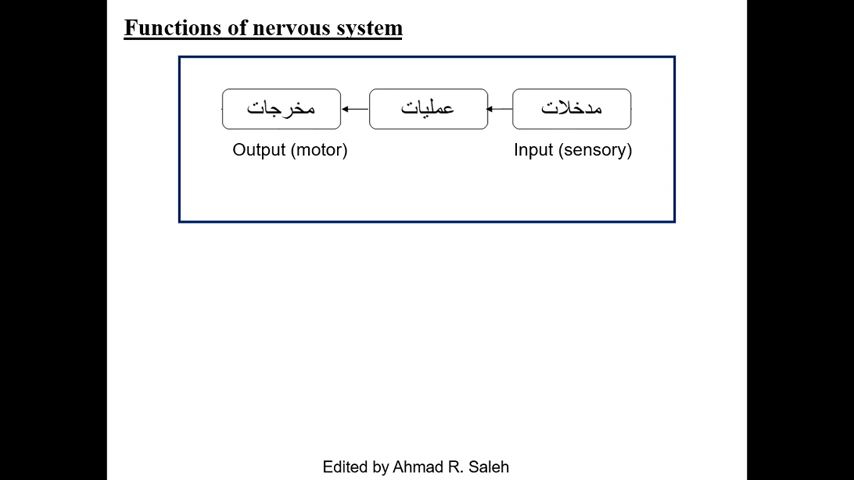 Functions of nervous system
مدخلات
عمليات
مخرجات
Output (motor)
Input (sensory)
Edited by Ahmad R. Saleh